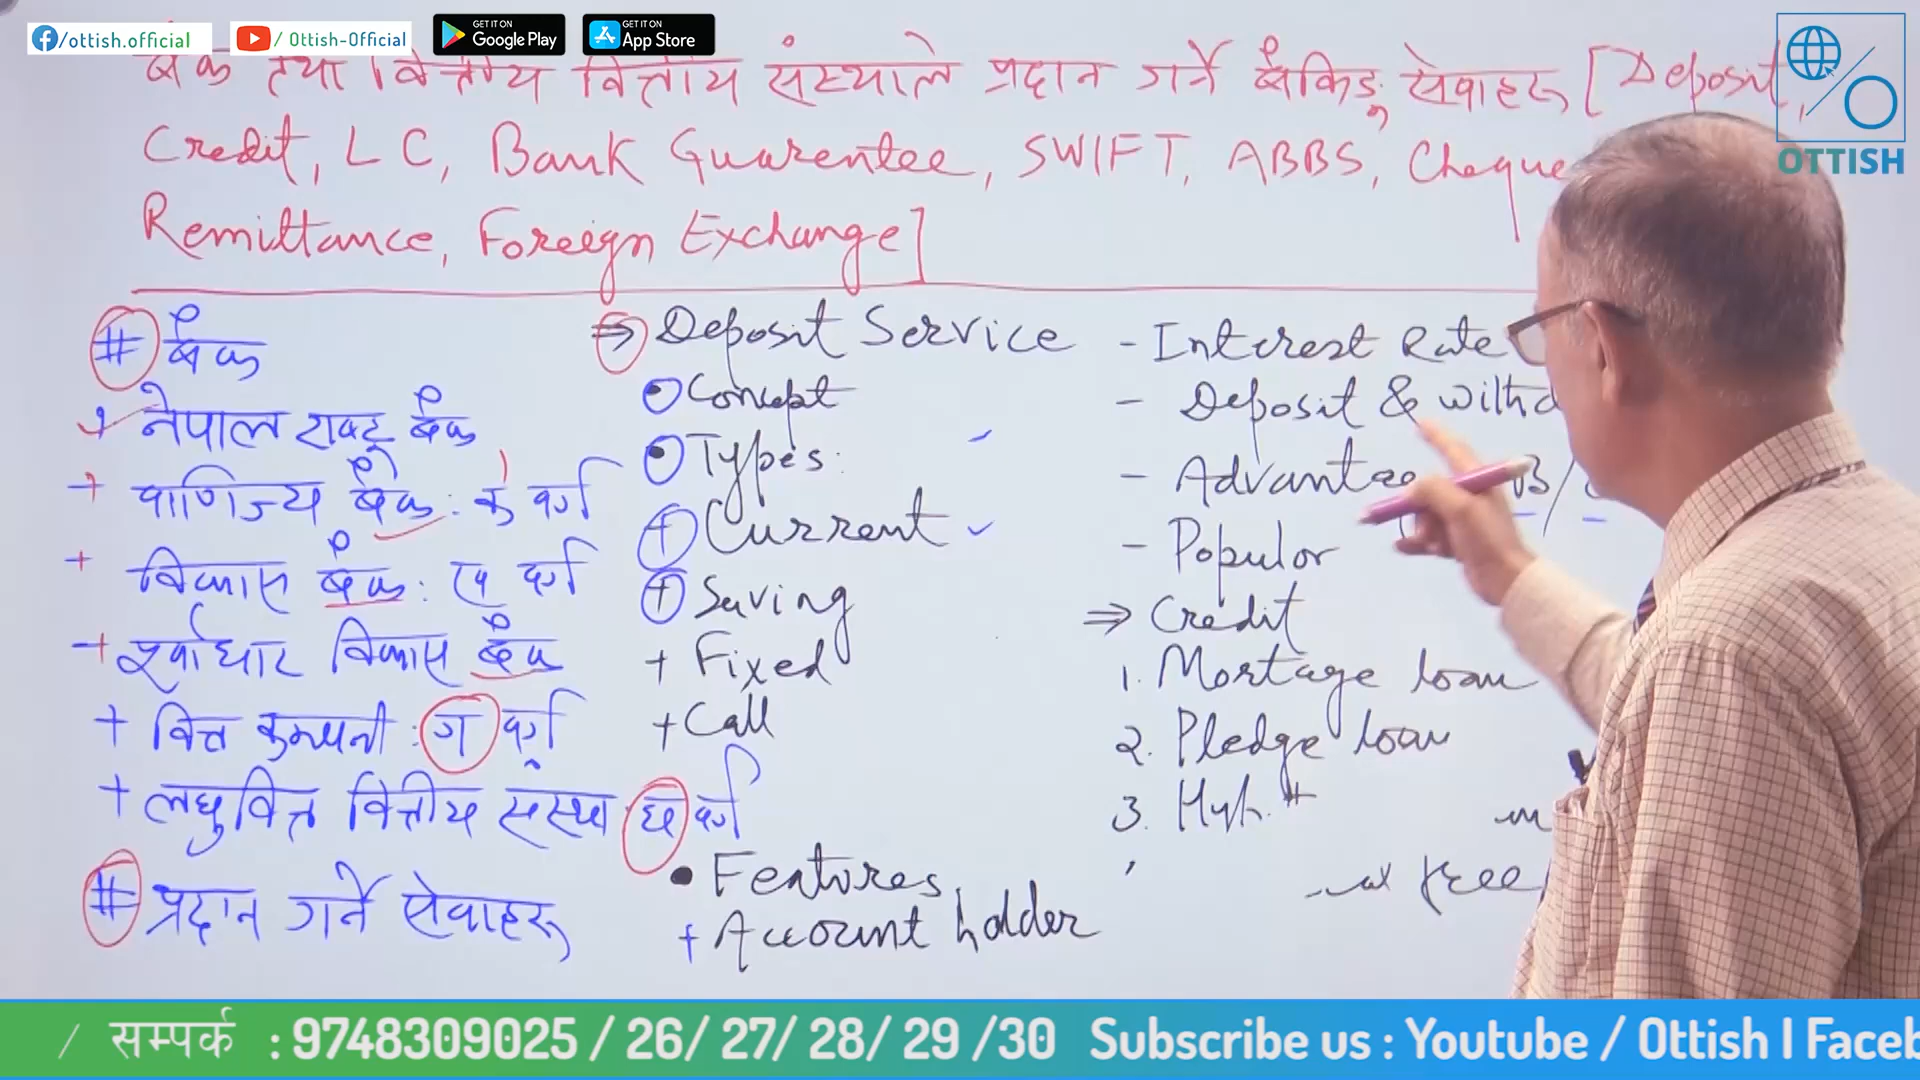 /ottish.official
/ Ottish-Official
GET IT ON
Google Play
GET IT ON
App Store
OTTISH
बैंक तथा वित्तीय वित्तीय संस्थाले प्रदान गर्ने बैंकिङ्ग सेवाहरू [Deposit,
Credit, LC, Bank Guarentee, SWIFT, ABBS, Cheque
Remittance, Foreign Exchange]
# बैंक
नेपाल राष्ट्र बैंक
+ वाणिज्य बैंक : क वर्ग
+ विकास बैंक : ख वर्ग
+ पूर्वाधार विकास बैंक
+ वित्त कम्पनी : ग वर्ग
+ लघुवित्त वित्तीय संस्था घ वर्ग
# प्रदान गर्ने सेवाहरू
⇒ Deposit Service
• Concept
• Types:
+ Current
+ Saving
+ Fixed
+ Call
• Features
+ Account holder
- Interest Rate
- Deposit &
- B/
- Populor
⇒ Credit
1. Mortage loan
2. Pledge loan
3. Hyp.
free
/ सम्पर्क : 9748309025 / 26/ 27/ 28/ 29 /30 Subscribe us : Youtube / Ottish I Faceb